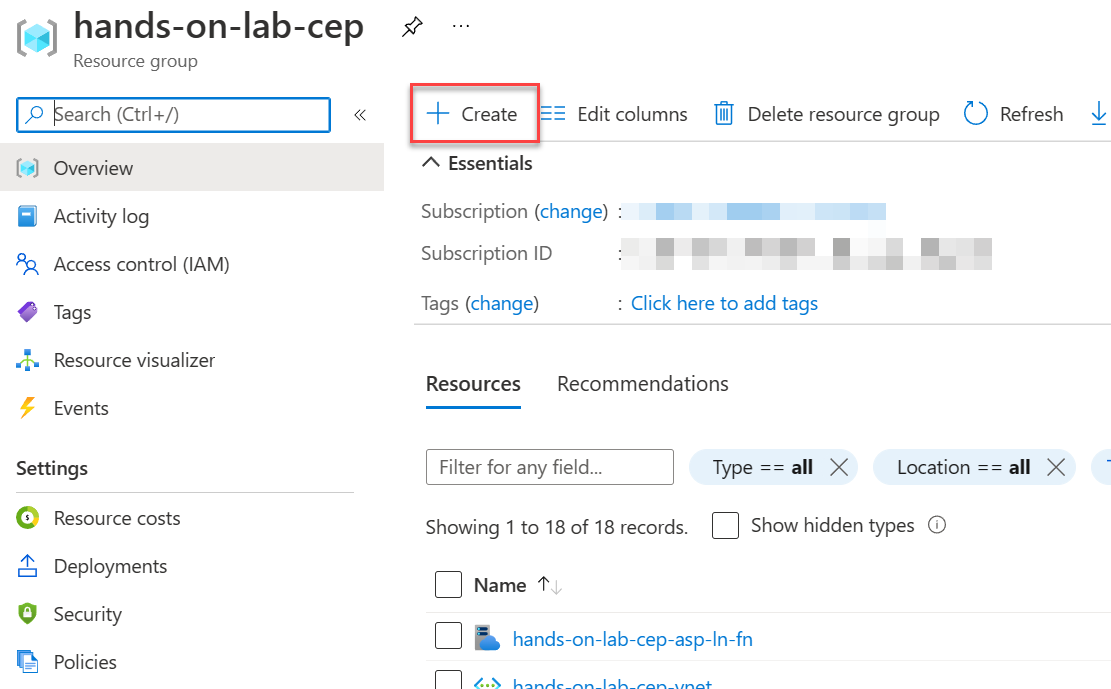 hands-on-lab-cep
Resource group
Search (Ctrl+/)
«
Overview
Activity log
Access control (IAM)
Tags
Resource visualizer
Events
Settings
Resource costs
Deployments
Security
Policies
+ Create
Edit columns
Delete resource group
Refresh
Essentials
Subscription (change) :
Subscription ID :
Tags (change) : Click here to add tags
Resources Recommendations
Filter for any field... Type == all Location == all
Showing 1 to 18 of 18 records. Show hidden types
Name ↑↓
hands-on-lab-cep-asp-ln-fn
hands-on-lab-cep-vnet